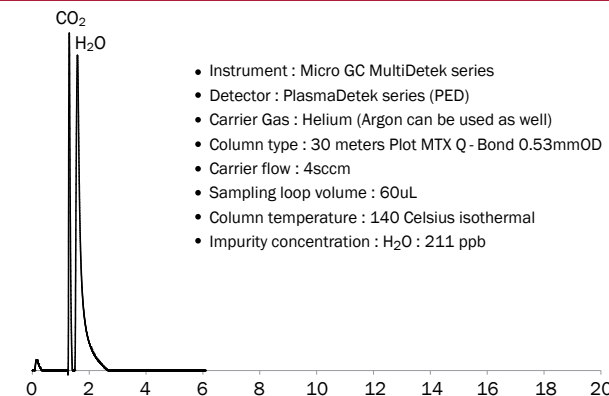 CO₂
H₂O
• Instrument : Micro GC MultiDetek series
• Detector : PlasmaDetek series (PED)
• Carrier Gas : Helium (Argon can be used as well)
• Column type : 30 meters Plot MTX Q - Bond 0.53mmOD
• Carrier flow : 4sccm
• Sampling loop volume : 60uL
• Column temperature : 140 Celsius isothermal
• Impurity concentration : H₂O : 211 ppb
0 2 4 6 8 10 12 14 16 18 20